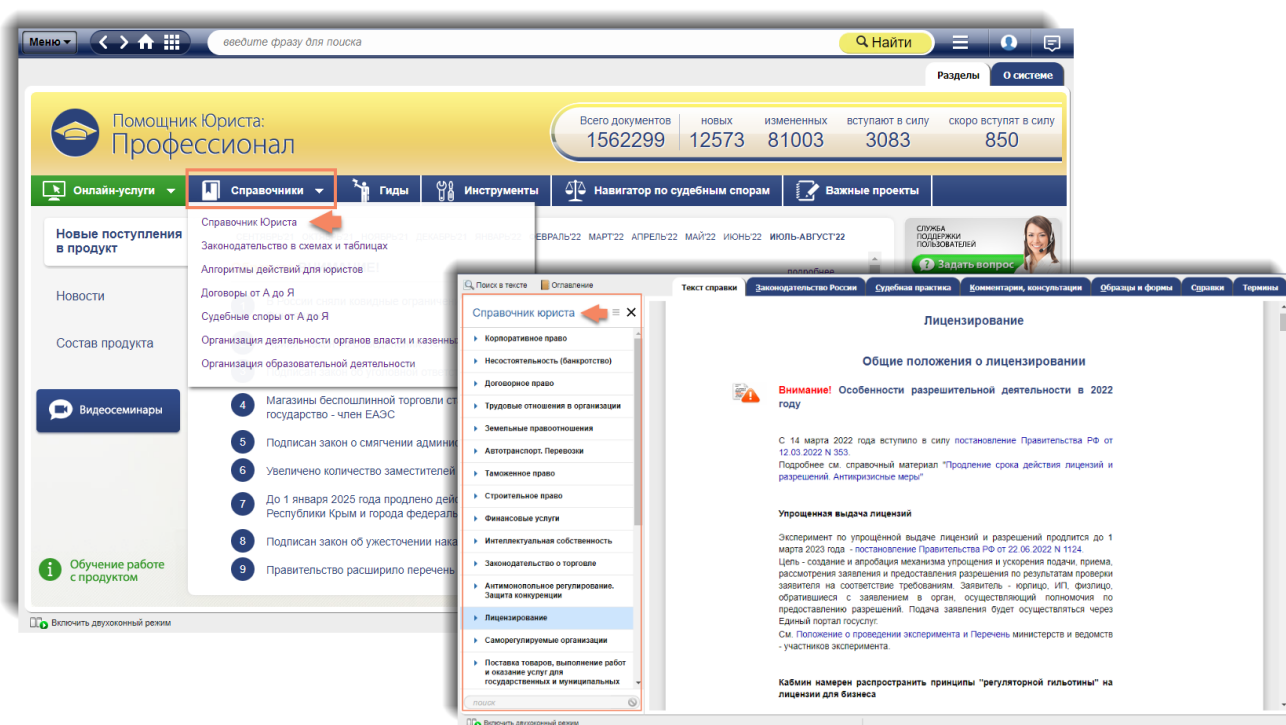 Меню
введите фразу для поиска
Найти
Разделы
О системе
Помощник Юриста:
Профессионал
Всего документов
1562299
новых
12573
измененных
81003
вступают в силу
3083
скоро вступят в силу
850
Онлайн-услуги
Справочники
Гиды
Инструменты
Навигатор по судебным спорам
Важные проекты
Новые поступления
в продукт
Новости
Состав продукта
Видеосеминары
Обучение работе
с продуктом
Справочник Юриста
Законодательство в схемах и таблицах
Алгоритмы действий для юристов
Договоры от А до Я
Судебные споры от А до Я
Организация деятельности органов власти и казенных
Организация образовательной деятельности
МАРТ'22 АПРЕЛЬ'22 МАЙ'22 ИЮНЬ'22 ИЮЛЬ-АВГУСТ'22
подробнее
СЛУЖБА
ПОДДЕРЖКИ
ПОЛЬЗОВАТЕЛЕЙ
Задать вопрос
4 Магазины беспошлинной торговли ст
государство - член ЕАЭС
5 Подписан закон о смягчении админис
6 Увеличено количество заместителей
7 До 1 января 2025 года продлено дейс
Республики Крым и города федераль
8 Подписан закон об ужесточении нака
9 Правительство расширило перечень
Включить двухоконный режим
Поиск в тексте
Оглавление
Текст справки
Законодательство России
Судебная практика
Комментарии, консультации
Образцы и формы
Справки
Термины
Справочник юриста
Корпоративное право
Несостоятельность (банкротство)
Договорное право
Трудовые отношения в организации
Земельные правоотношения
Автотранспорт. Перевозки
Таможенное право
Строительное право
Финансовые услуги
Интеллектуальная собственность
Законодательство о торговле
Антимонопольное регулирование.
Защита конкуренции
Лицензирование
Саморегулируемые организации
Поставка товаров, выполнение работ
и оказание услуг для
государственных и муниципальных
поиск
Включить двухоконный режим
Лицензирование
Общие положения о лицензировании
Внимание! Особенности разрешительной деятельности в 2022
году
С 14 марта 2022 года вступило в силу постановление Правительства РФ от
12.03.2022 N 353.
Подробнее см. справочный материал "Продление срока действия лицензий и
разрешений. Антикризисные меры"
Упрощенная выдача лицензий
Эксперимент по упрощённой выдаче лицензий и разрешений продлится до 1
марта 2023 года - постановление Правительства РФ от 22.06.2022 N 1124.
Цель - создание и апробация механизма упрощения и ускорения подачи, приема,
рассмотрения заявления и предоставления разрешения по результатам проверки
заявителя на соответствие требованиям. Заявитель - юрлицо, ИП, физлицо,
обратившиеся с заявлением в орган, осуществляющий полномочия по
предоставлению разрешений. Подача заявления будет осуществляться через
Единый портал госуслуг.
См. Положение о проведении эксперимента и Перечень министерств и ведомств
- участников эксперимента.
Кабмин намерен распространить принципы "регуляторной гильотины" на
лицензии для бизнеса